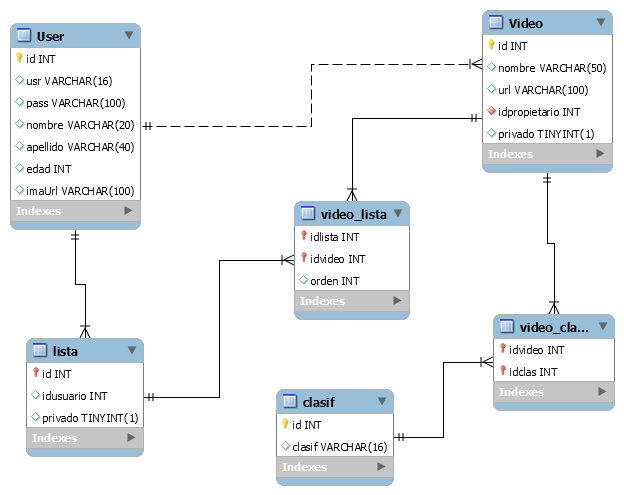 User
id INT
usr VARCHAR(16)
pass VARCHAR(100)
nombre VARCHAR(20)
apellido VARCHAR(40)
edad INT
imaUrl VARCHAR(100)
Indexes
Video
id INT
nombre VARCHAR(50)
url VARCHAR(100)
idpropietario INT
privado TINYINT(1)
Indexes
video_lista
idlista INT
idvideo INT
orden INT
Indexes
lista
id INT
idusuario INT
privado TINYINT(1)
Indexes
clasif
id INT
clasif VARCHAR(16)
Indexes
video_cla...
idvideo INT
idclas INT
Indexes